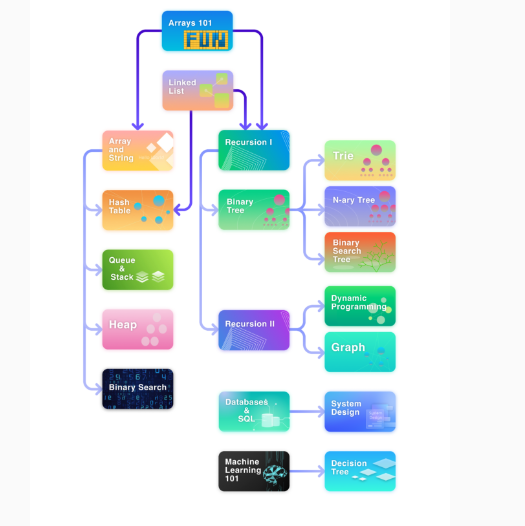 Arrays 101
FUN
Linked
List
Array
and
String
Recursion I
Trie
Hash
Table
Binary
Tree
N-ary Tree
Binary
Search
Tree
Queue
&
Stack
Dynamic
Programming
Heap
Recursion II
Graph
Binary Search
Databases
&
SQL
System
Design
Machine
Learning
101
Decision
Tree